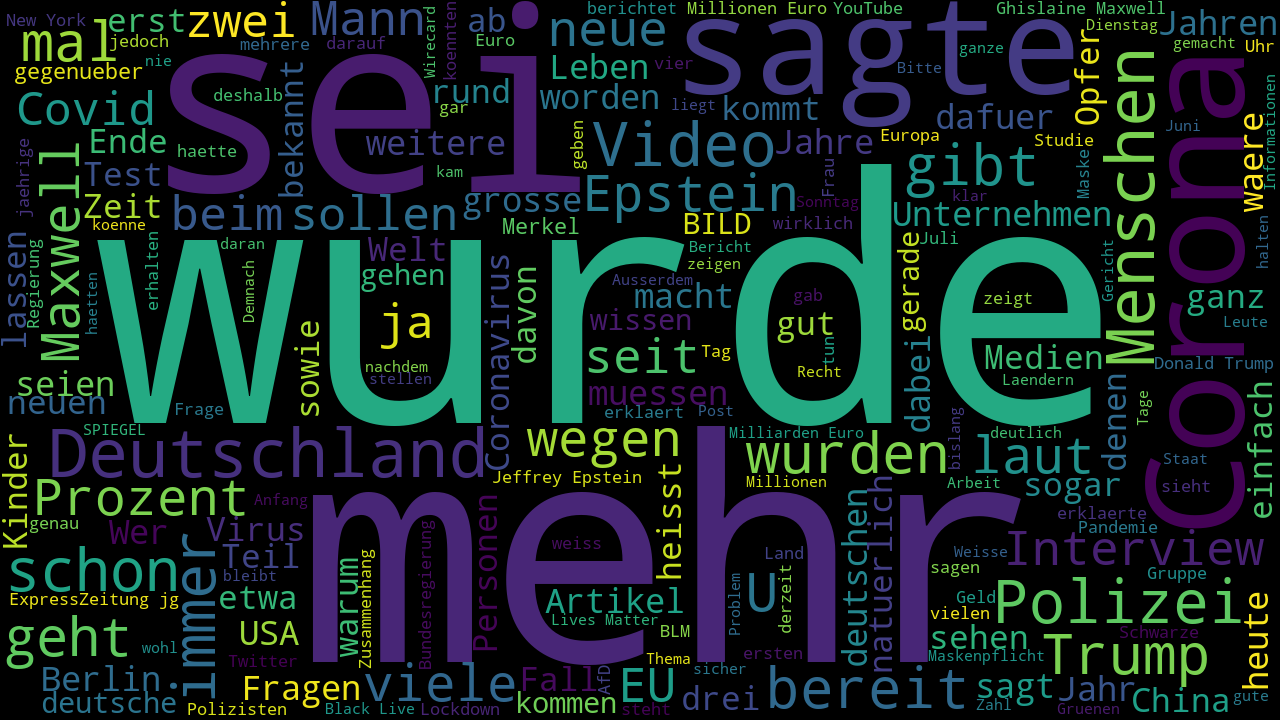 New York
erst
zwei
Mann
ab
berichtet
Millionen Euro
YouTube
Ghislaine Maxwell
Jahren
mal
jedoch
mehrere
darauf
Wirecard
Euro
koennten
neue
sagte
Dienstag
gemacht
Uhr
gegenueber
nie
sei
Leben
vier
Bitte
ganze
Opfer
Covid
deshalb
bekannt
rund
gar
worden
liegt
kommt
dafuer
Menschen
Corona
Juni
Informationen
Ende
haette
weitere
kam
geben
Video
Jahre
Europa
Studie
Maske
waere
jaehrige
Maxwell
Test
Zeit
koenne
beim
sollen
grosse
Epstein
Frau
Sonntag
gibt
klar
Merkel
BILD
wirklich
Unternehmen
halten
lassen
Regierung
haetten
erhalten
daran
Demnach
Welt
gehen
Coronavirus
davon
Bericht
zeigen
Ausserdem
macht
gab
gerade
Juli
Gericht
ganz
Leute
wurde
ja
sowie
nachdem
stellen
wissen
seit
Tag
gut
tun
Recht
zeigt
dabei
Medien
Laendern
Donald Trump
seien
neuen
Frage
muessen
erklaert
Post
denen
Tage
einfach
SPIEGEL
Deutschland
wegen
Milliarden Euro
wurden
bislang
deutlich
laut
Staat
sieht
Kinder
Prozent
Anfang
Jeffrey Epstein
heisst
Millionen
Arbeit
sogar
genau
Wer
Virus
mehr
Personen
weiss
deutschen
natuerlich
erklaerte
Pandemie
Interview
schon
immer
Teil
bleibt
warum
Zusammenhang
Bundesregierung
Land
Weisse
sagen
Gruppe
ExpressZeitung jg
etwa
Artikel
Lives Matter
Problem
U
derzeit
Geld
vielen
Polizei
heute
geht
wohl
USA
BLM
sehen
Schwarze
Twitter
Thema
ersten
Maskenpflicht
Trump
Berlin
Fragen
viele
Fall
AfD
EU
sicher
bereit
sagt
Jahr
China
gute
deutsche
Polizisten
Black Live
Lockdown
kommen
steht
drei
Zahl
Gruenen